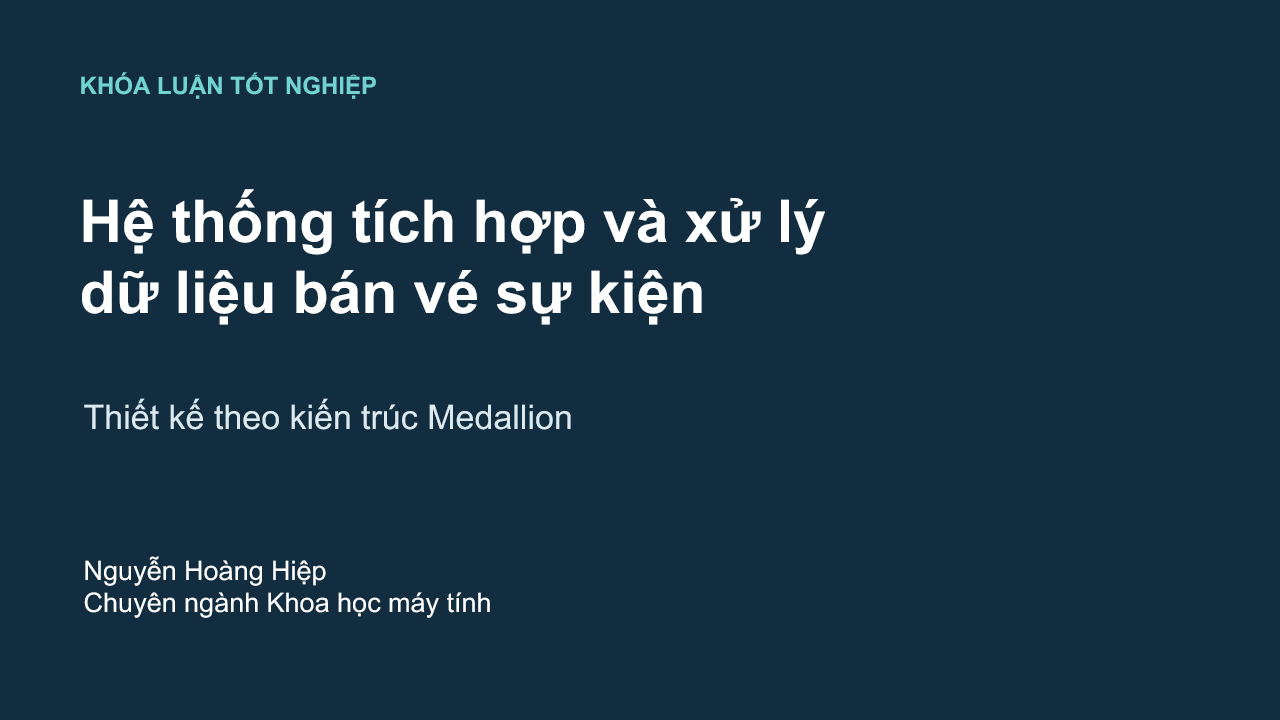 KHÓA LUẬN TỐT NGHIỆP
Hệ thống tích hợp và xử lý
dữ liệu bán vé sự kiện
Thiết kế theo kiến trúc Medallion
Nguyễn Hoàng Hiệp
Chuyên ngành Khoa học máy tính